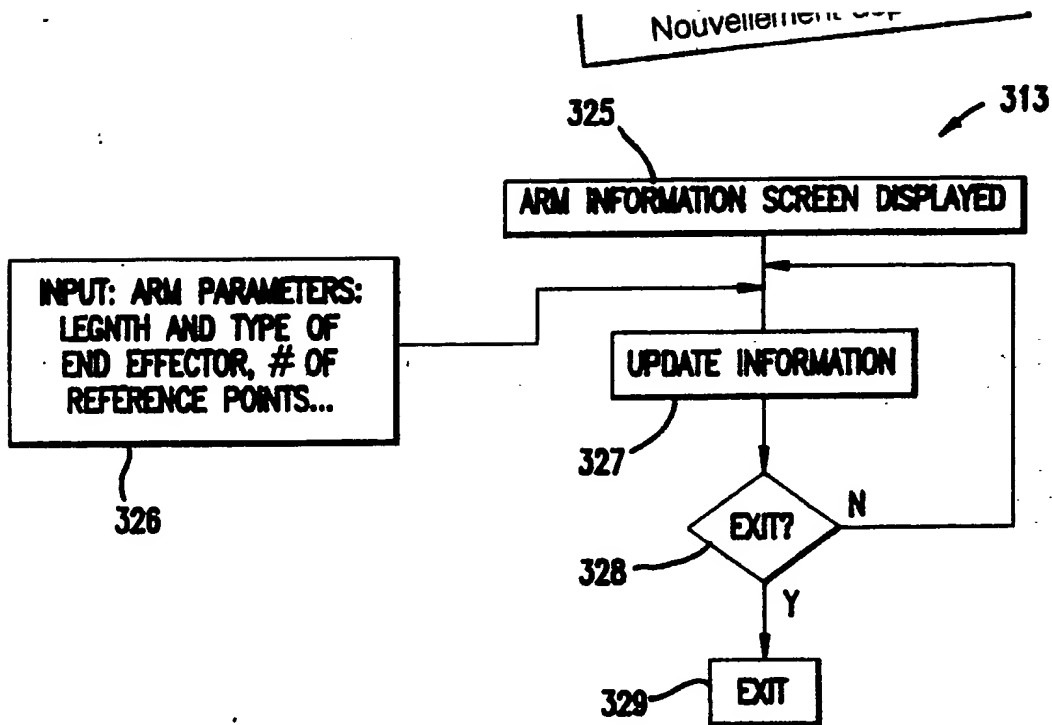 Nouvellement
325
313
ARM INFORMATION SCREEN DISPLAYED
INPUT: ARM PARAMETERS:
LEGNTH AND TYPE OF
END EFFECTOR, # OF
REFERENCE POINTS...
326
UPDATE INFORMATION
327
EXIT?
N
328
Y
EXIT
329